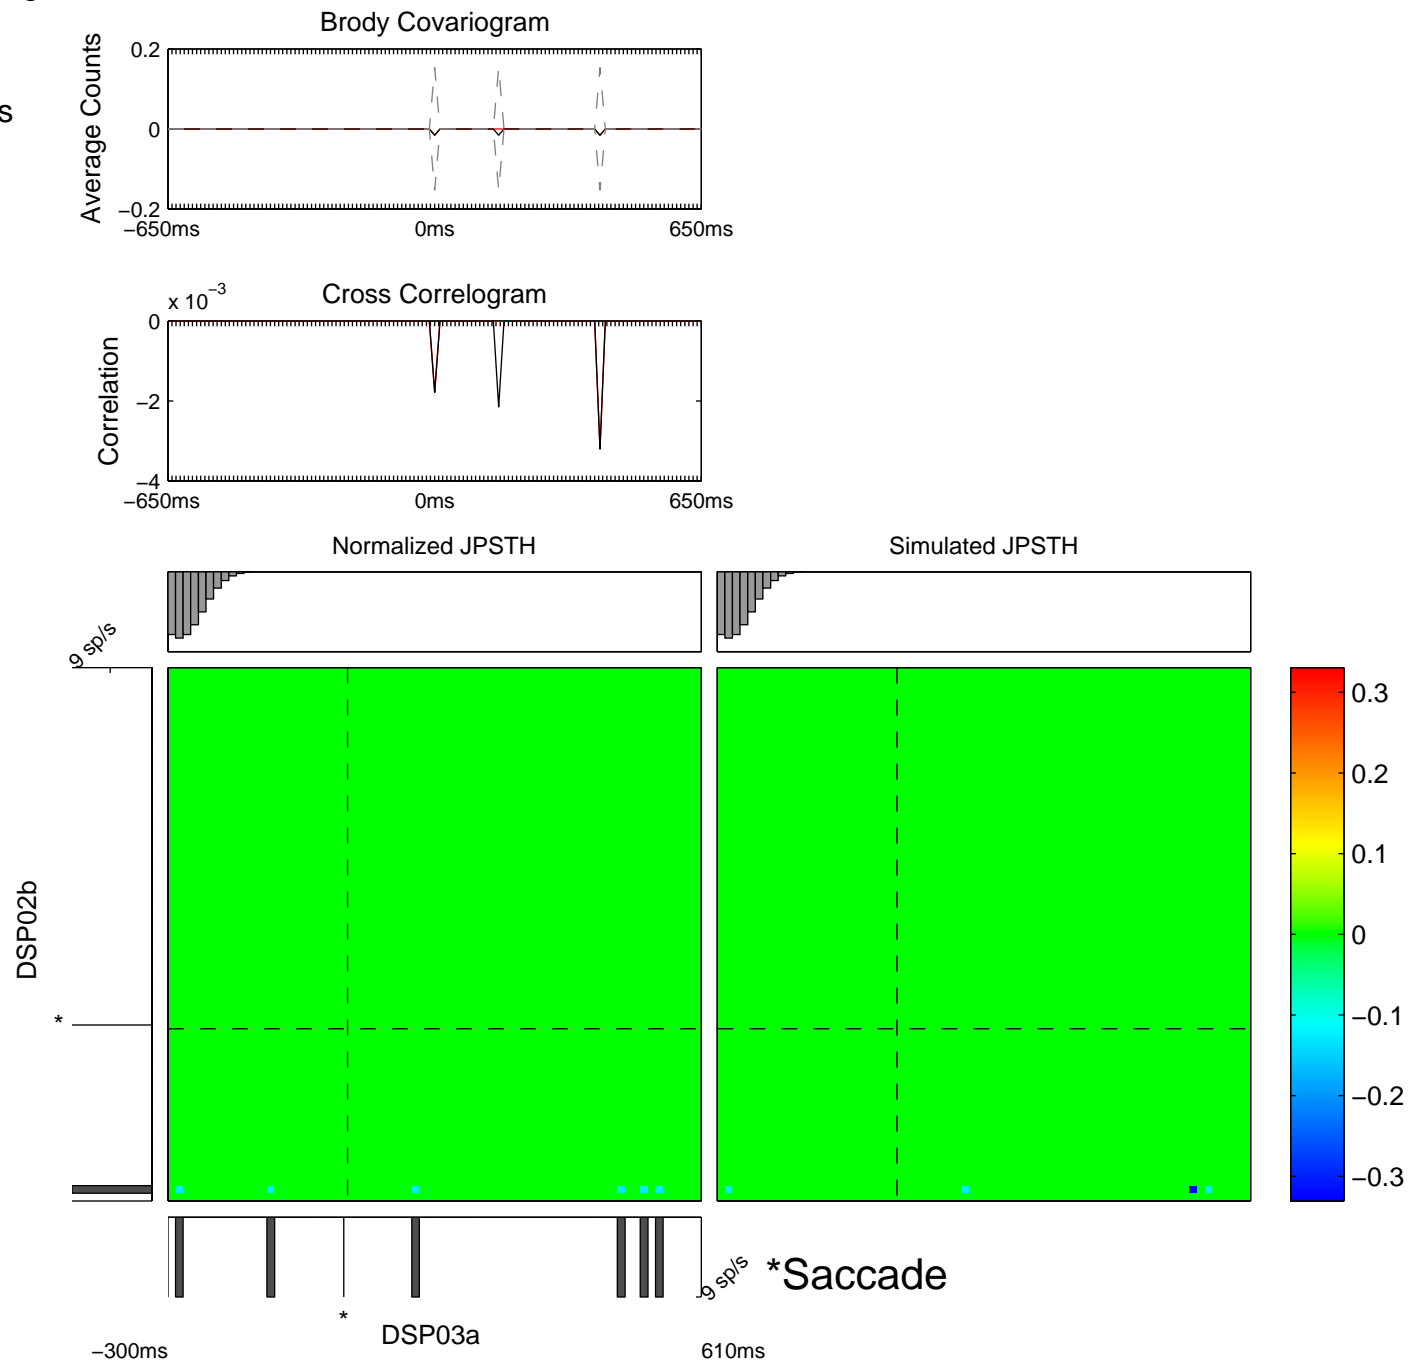 Brody Covariogram
Average Counts
0.2
0
−0.2
−650ms 0ms 650ms
s
Cross Correlogram
x 10−3
Correlation
0
−2
−4
−650ms 0ms 650ms
Normalized JPSTH
Simulated JPSTH
9 sp/s
DSP02b
*
0.3
0.2
0.1
0
−0.1
−0.2
−0.3
9 sp/s
*Saccade
*
DSP03a
−300ms 610ms